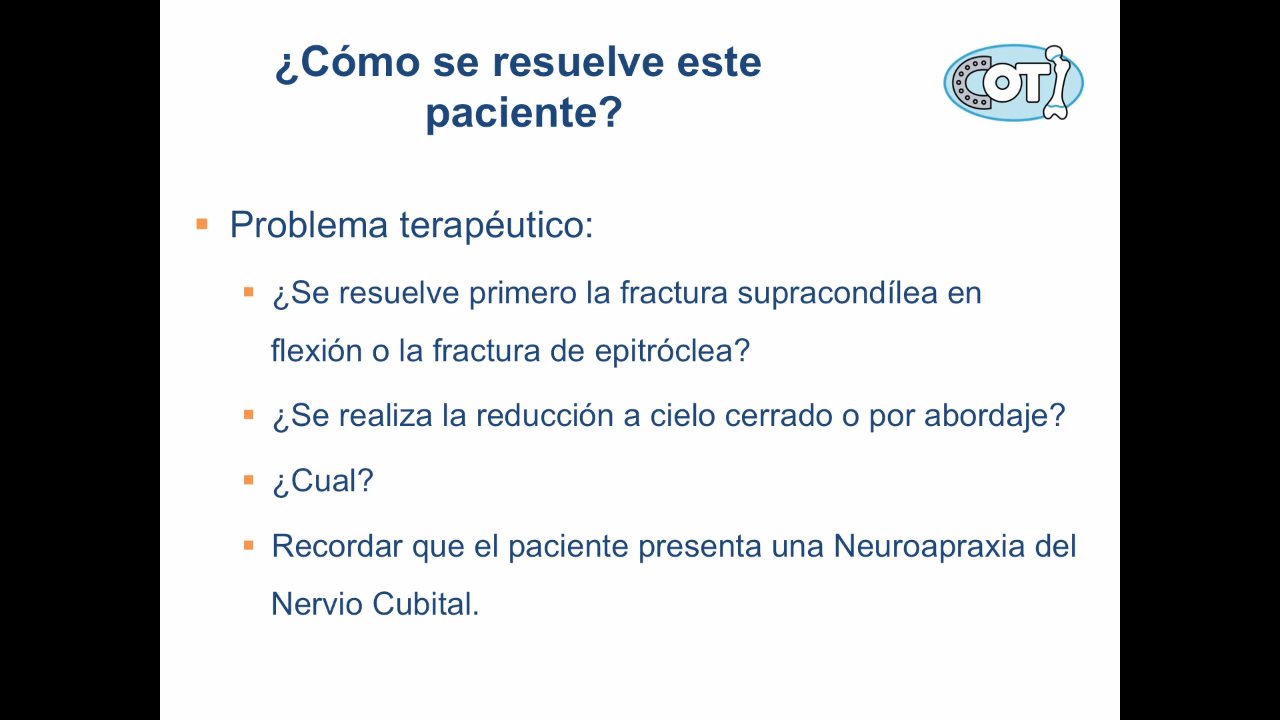 ¿Cómo se resuelve este
paciente?
COTI
Problema terapéutico:
¿Se resuelve primero la fractura supracondílea en
flexión o la fractura de epitróclea?
¿Se realiza la reducción a cielo cerrado o por abordaje?
¿Cual?
Recordar que el paciente presenta una Neuroapraxia del
Nervio Cubital.